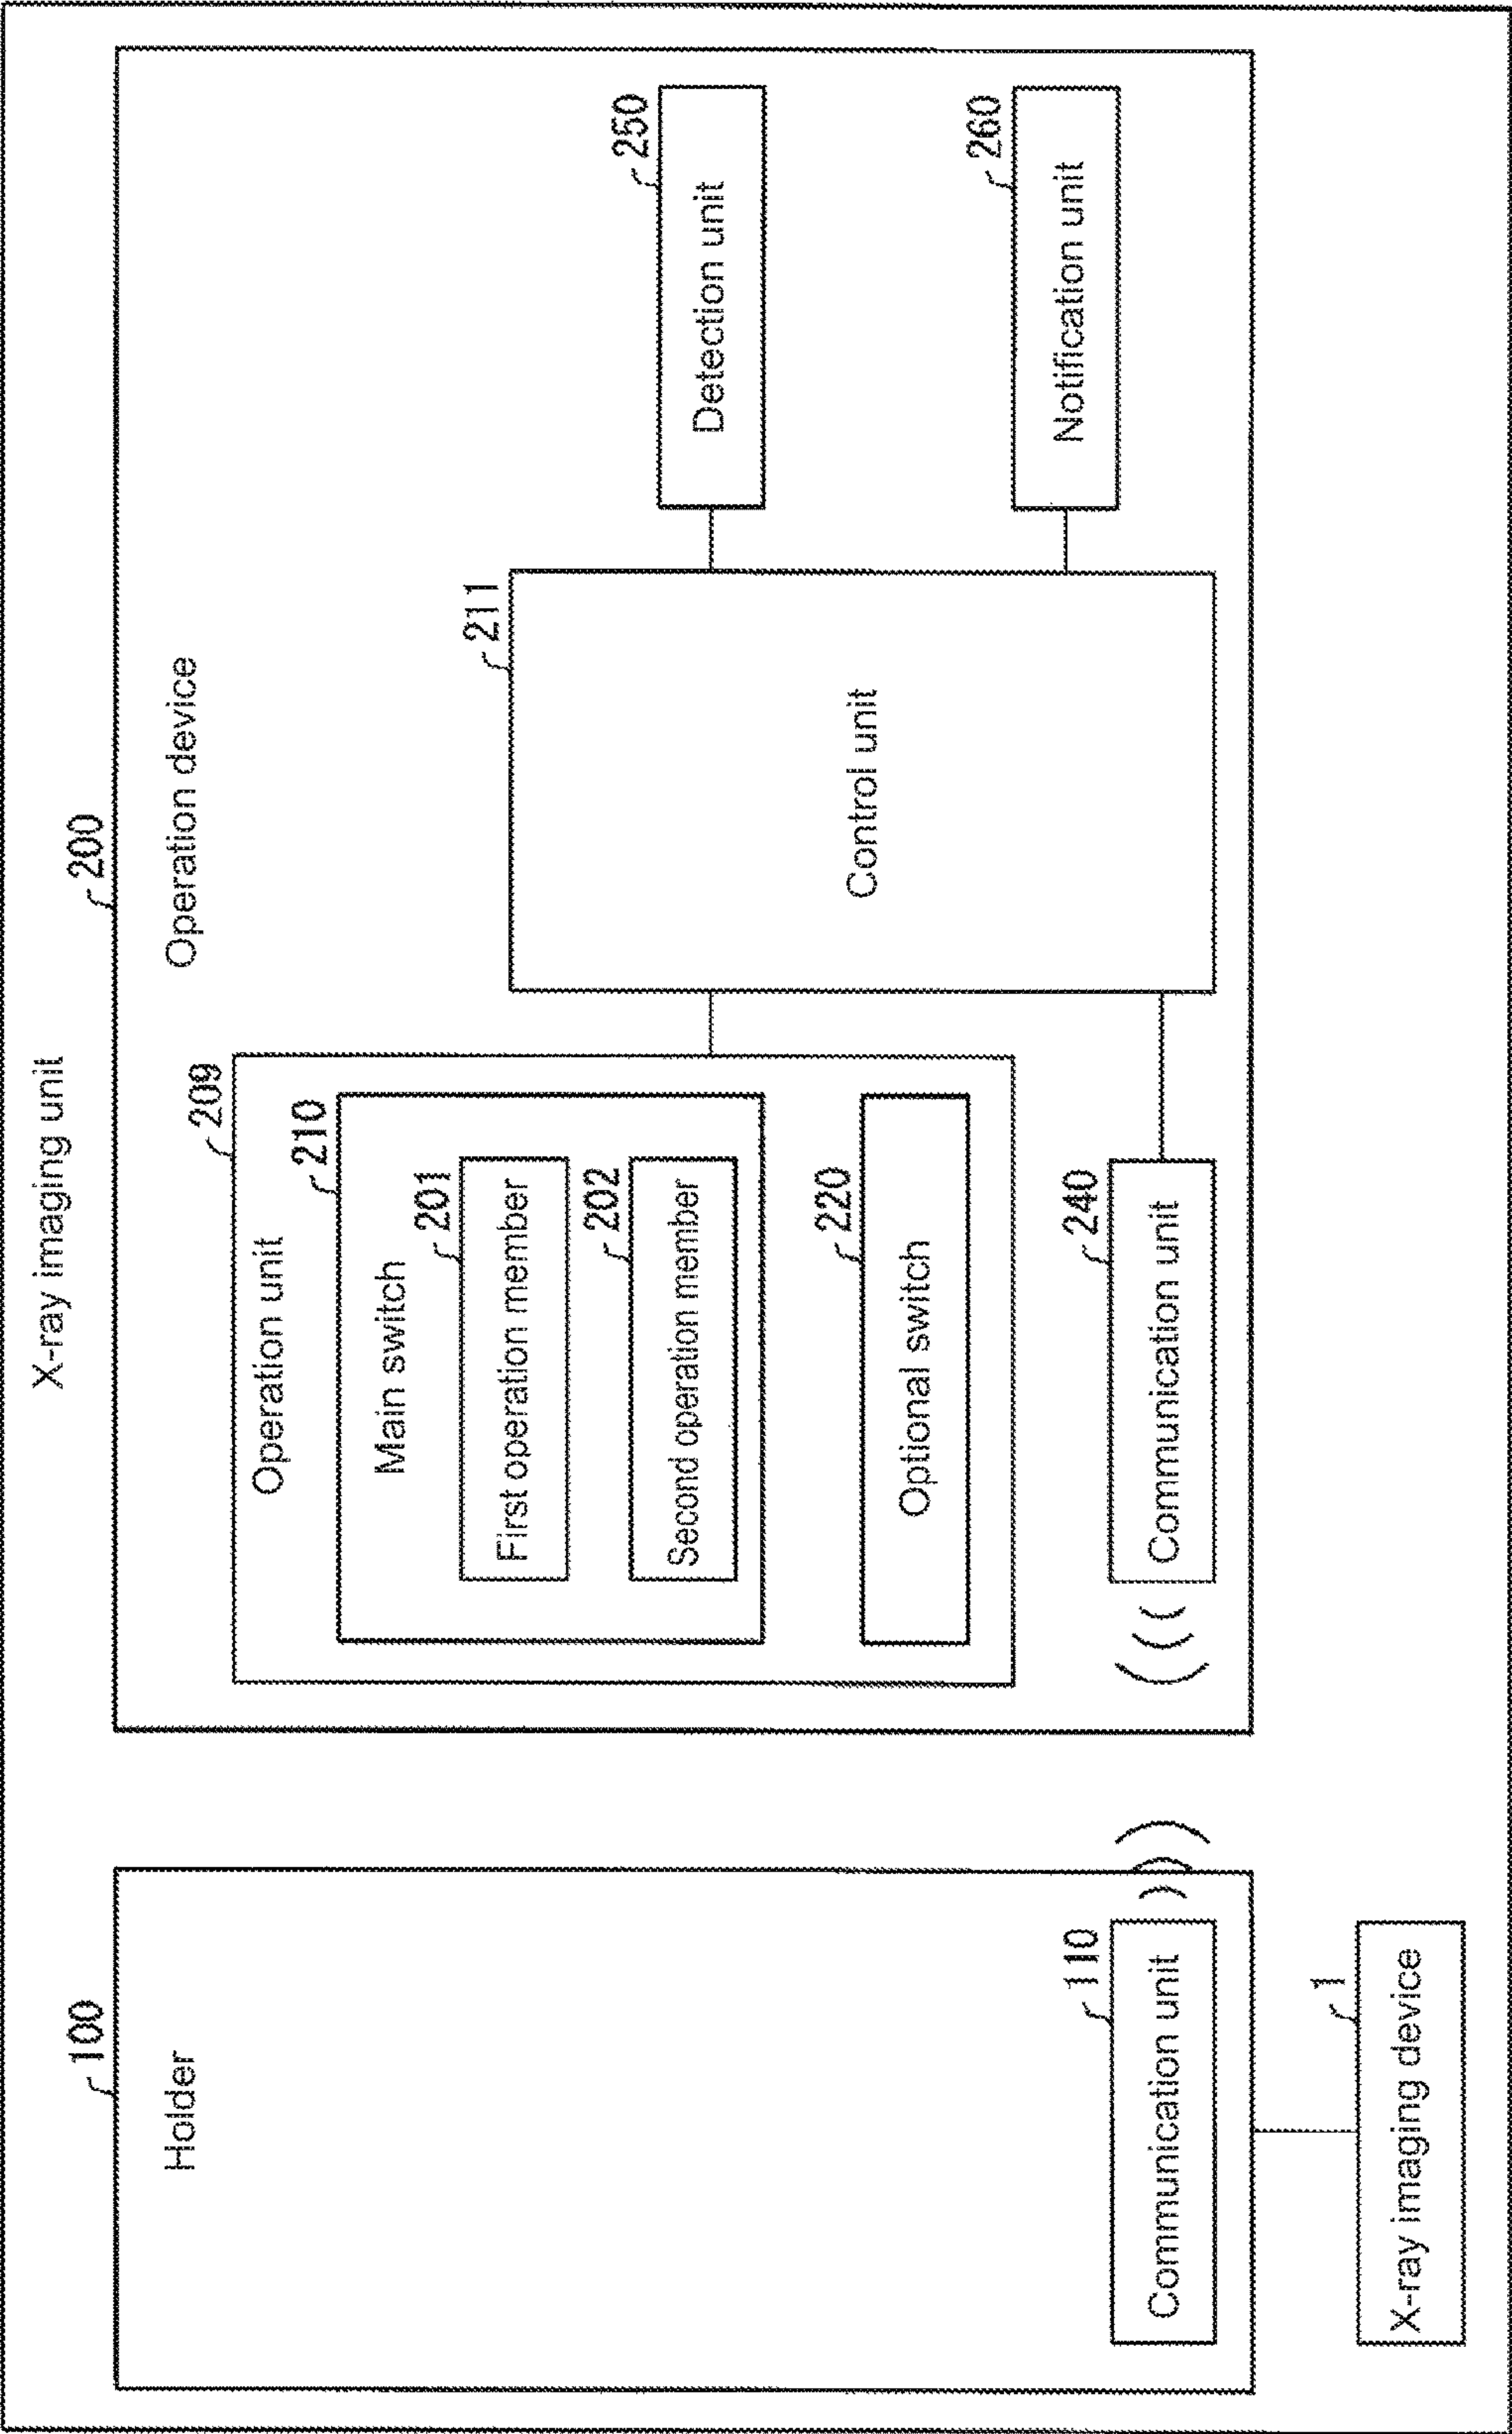 X-ray imaging unit
100
Holder
110
Communication unit
1
X-ray imaging device
200
Operation device
209
Operation unit
210
Main switch
201
First operation member
202
Second operation member
220
Optional switch
240
Communication unit
211
Control unit
250
Detection unit
260
Notification unit